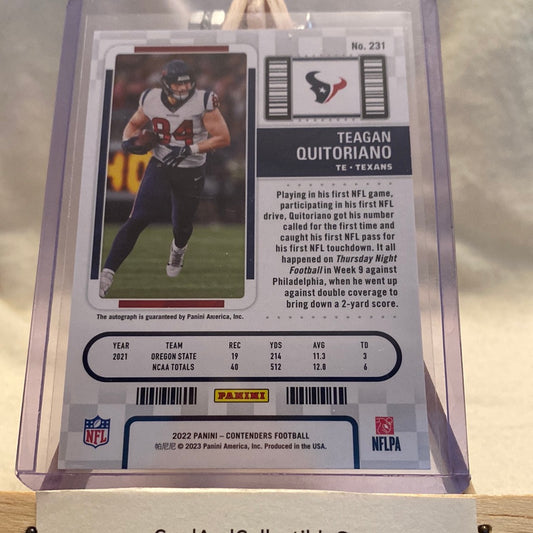 No. 231
84
TEAGAN
QUITORIANO
TE • TEXANS
Playing in his first NFL game,
participating in his first NFL
drive, Quitoriano got his number
called for the first time and
caught his first NFL pass for
his first NFL touchdown. It all
happened on Thursday Night
Football in Week 9 against
Philadelphia, when he went up
against double coverage to
bring down a 2-yard score.
The autograph is guaranteed by Panini America, Inc.
YEAR TEAM REC YDS AVG TD
2021 OREGON STATE 19 214 11.3 3
NCAA TOTALS 40 512 12.8 6
PANINI
NFL
2022 PANINI – CONTENDERS FOOTBALL
帕尼尼 © 2023 Panini America, Inc. Produced in the USA.
NFLPA